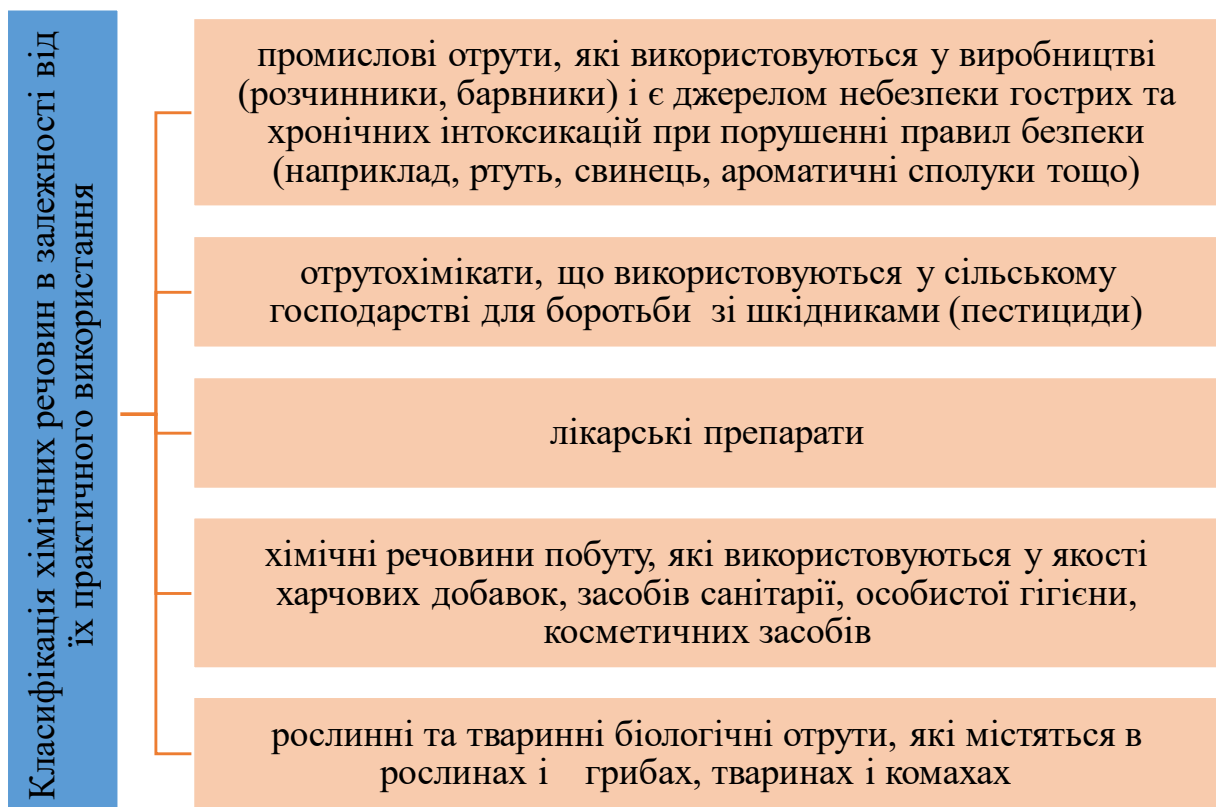 Класифікація хімічних речовин в залежності від
їх практичного використання
промислові отрути, які використовуються у виробництві
(розчинники, барвники) і є джерелом небезпеки гострих та
хронічних інтоксикацій при порушенні правил безпеки
(наприклад, ртуть, свинець, ароматичні сполуки тощо)
отрутохімікати, що використовуються у сільському
господарстві для боротьби зі шкідниками (пестициди)
лікарські препарати
хімічні речовини побуту, які використовуються у якості
харчових добавок, засобів санітарії, особистої гігієни,
косметичних засобів
рослинні та тваринні біологічні отрути, які містяться в
рослинах і грибах, тваринах і комахах